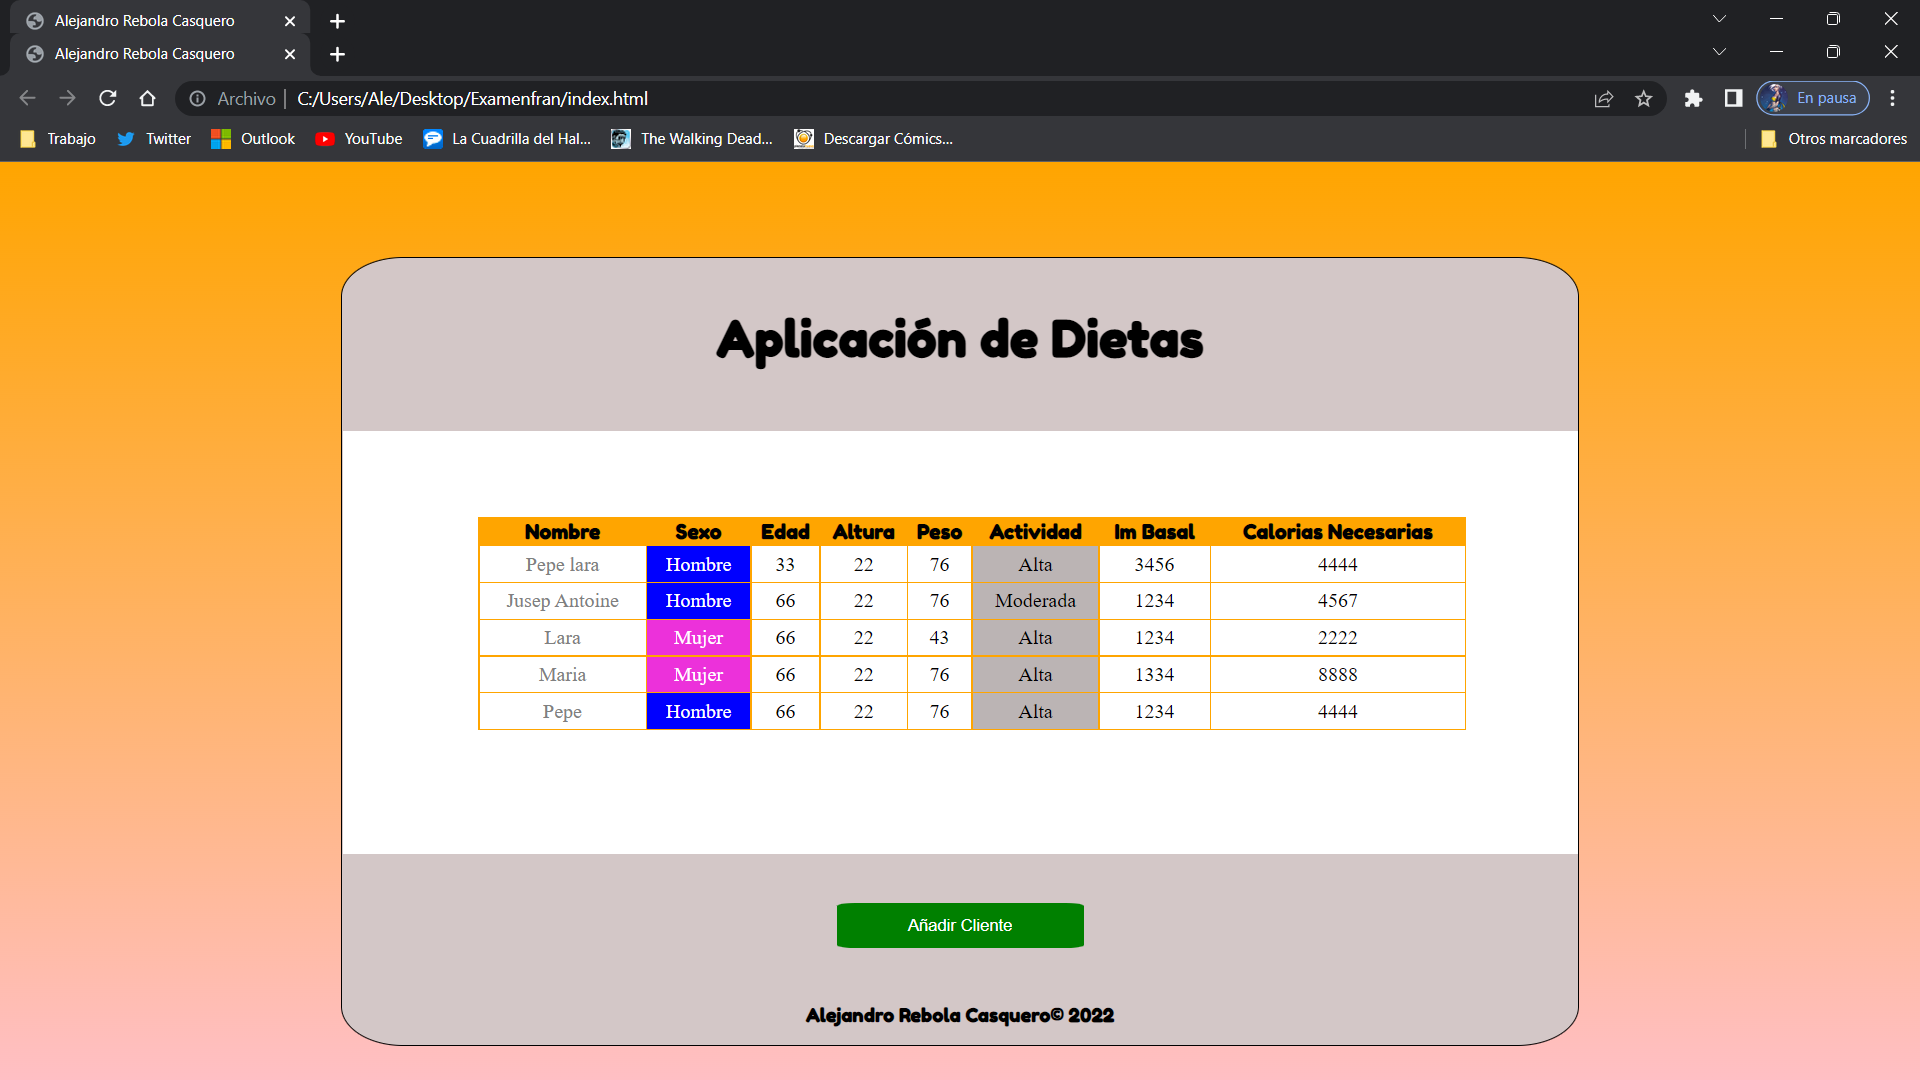 Alejandro Rebola Casquero
Alejandro Rebola Casquero
Archivo C:/Users/Ale/Desktop/Examenfran/index.html En pausa
Trabajo Twitter Outlook YouTube La Cuadrilla del Hal... The Walking Dead... Descargar Cómics... Otros marcadores
Aplicación de Dietas
Nombre Sexo Edad Altura Peso Actividad Im Basal Calorias Necesarias
Pepe lara Hombre 33 22 76 Alta 3456 4444
Jusep Antoine Hombre 66 22 76 Moderada 1234 4567
Lara Mujer 66 22 43 Alta 1234 2222
Maria Mujer 66 22 76 Alta 1334 8888
Pepe Hombre 66 22 76 Alta 1234 4444
Añadir Cliente
Alejandro Rebola Casquero© 2022